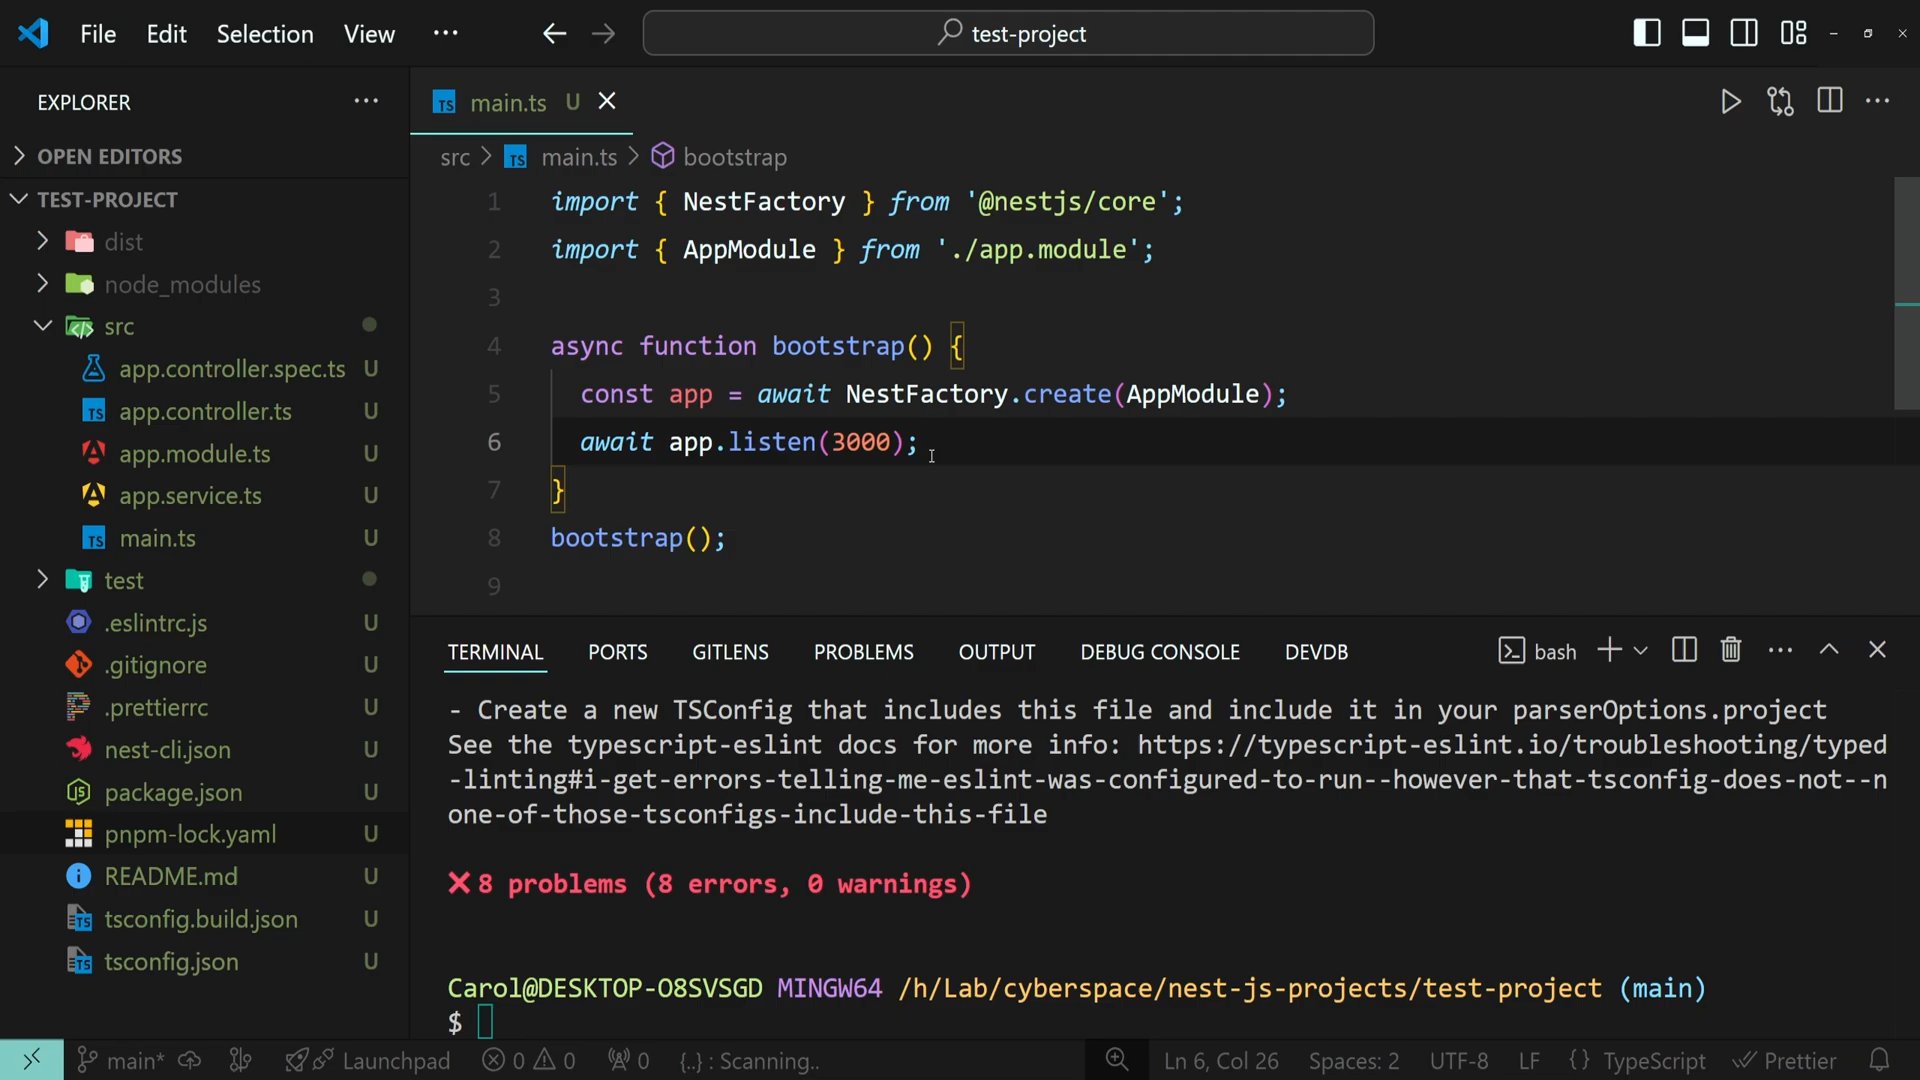 File Edit Selection View ···
test-project
EXPLORER
OPEN EDITORS
TEST-PROJECT
dist
node_modules
src
app.controller.spec.ts U
TS app.controller.ts U
app.module.ts U
app.service.ts U
TS main.ts U
test
.eslintrc.js U
.gitignore U
.prettierrc U
nest-cli.json U
package.json U
pnpm-lock.yaml U
README.md U
tsconfig.build.json U
tsconfig.json U
TS main.ts U
src > TS main.ts > bootstrap
1 import { NestFactory } from '@nestjs/core';
2 import { AppModule } from './app.module';
3
4 async function bootstrap() {
5 const app = await NestFactory.create(AppModule);
6 await app.listen(3000);
7 }
8 bootstrap();
9
TERMINAL PORTS GITLENS PROBLEMS OUTPUT DEBUG CONSOLE DEVDB bash
- Create a new TSConfig that includes this file and include it in your parserOptions.project
See the typescript-eslint docs for more info: https://typescript-eslint.io/troubleshooting/typed
-linting#i-get-errors-telling-me-eslint-was-configured-to-run--however-that-tsconfig-does-not--n
one-of-those-tsconfigs-include-this-file
✖ 8 problems (8 errors, 0 warnings)
Carol@DESKTOP-O8SVSGD MINGW64 /h/Lab/cyberspace/nest-js-projects/test-project (main)
$
main* Launchpad 0 0 0 {..} : Scanning.. Ln 6, Col 26 Spaces: 2 UTF-8 LF {} TypeScript Prettier